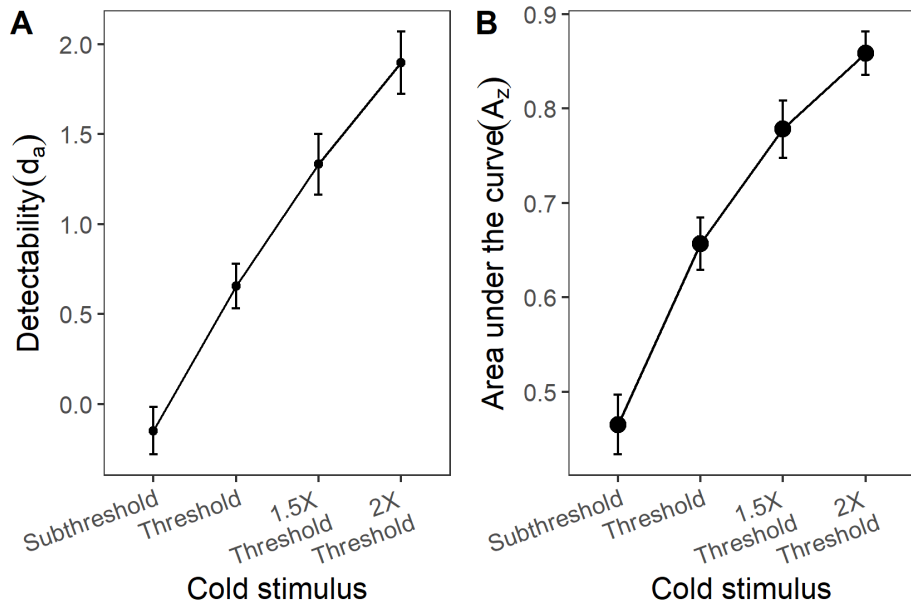 A
Detectability(da)
2.0
1.5
1.0
0.5
0.0
Subthreshold
Threshold
1.5X
Threshold
2X
Threshold
Cold stimulus
B
Area under the curve(Az)
0.9
0.8
0.7
0.6
0.5
Subthreshold
Threshold
1.5X
Threshold
2X
Threshold
Cold stimulus